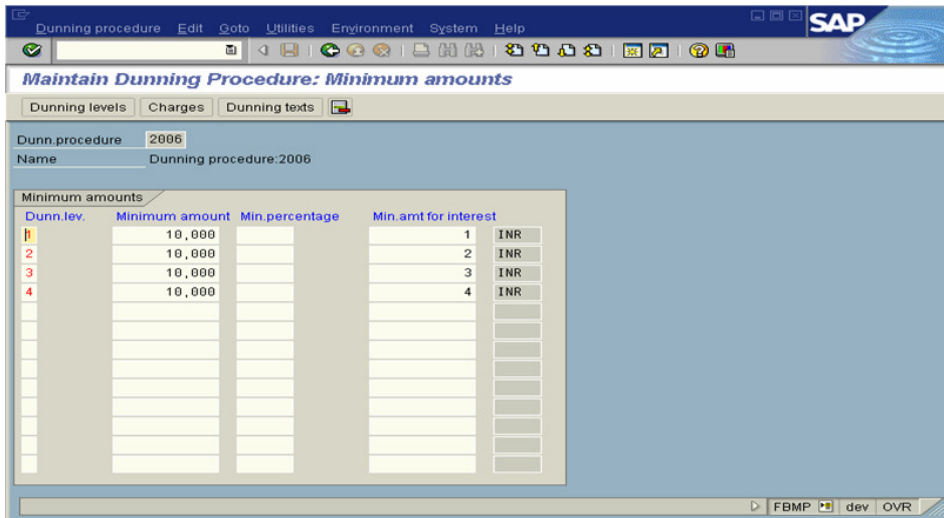 Dunning procedure Edit Goto Utilities Environment System Help
SAP
Maintain Dunning Procedure: Minimum amounts
Dunning levels Charges Dunning texts
Dunn.procedure 2006
Name Dunning procedure:2006
Minimum amounts
Dunn.lev. Minimum amount Min.percentage Min.amt for interest
1 10,000 1 INR
2 10,000 2 INR
3 10,000 3 INR
4 10,000 4 INR
FBMP dev OVR